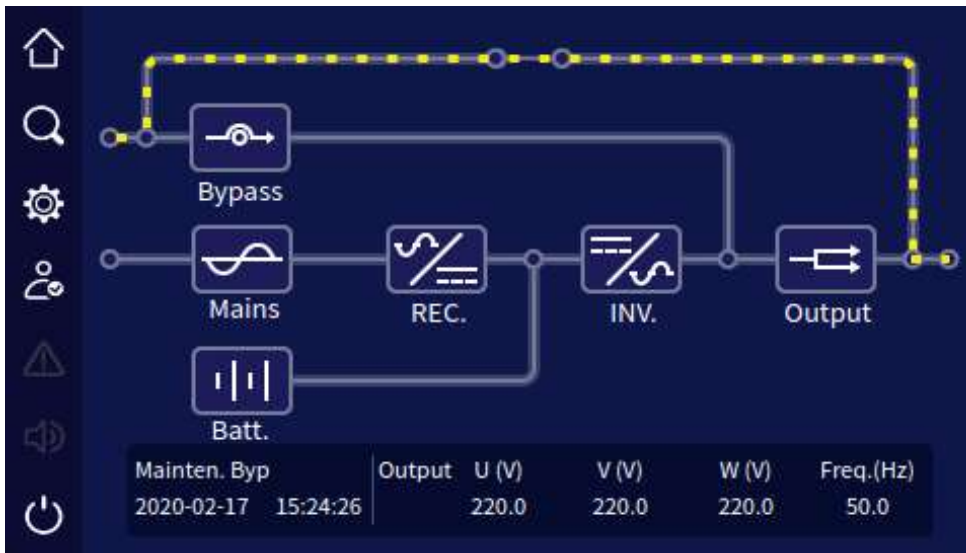 Bypass
Mains
REC.
INV.
Output
Batt.
Mainten. Byp Output U (V) V (V) W (V) Freq.(Hz)
2020-02-17 15:24:26 220.0 220.0 220.0 50.0